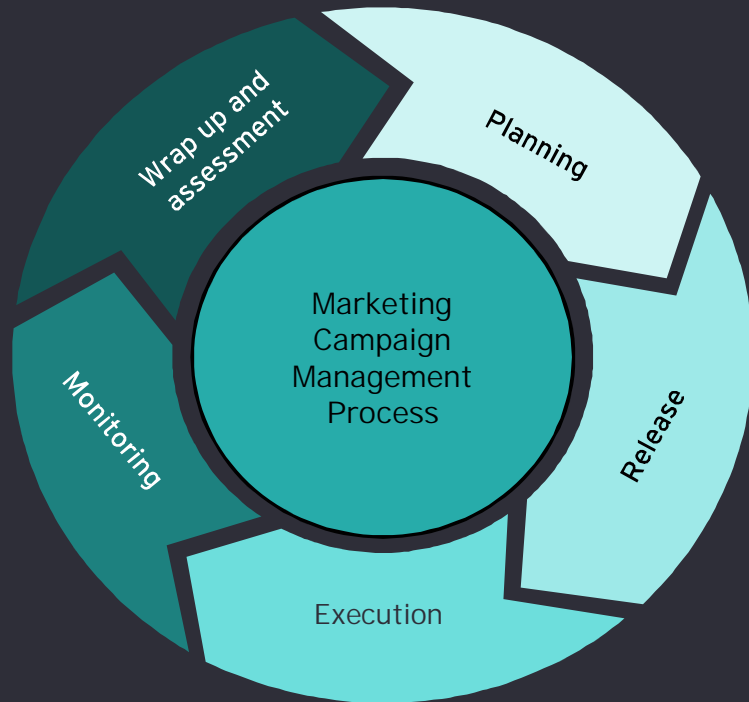 Marketing
Campaign
Management
Process
Planning
Release
Execution
Monitoring
Wrap up and
assessment